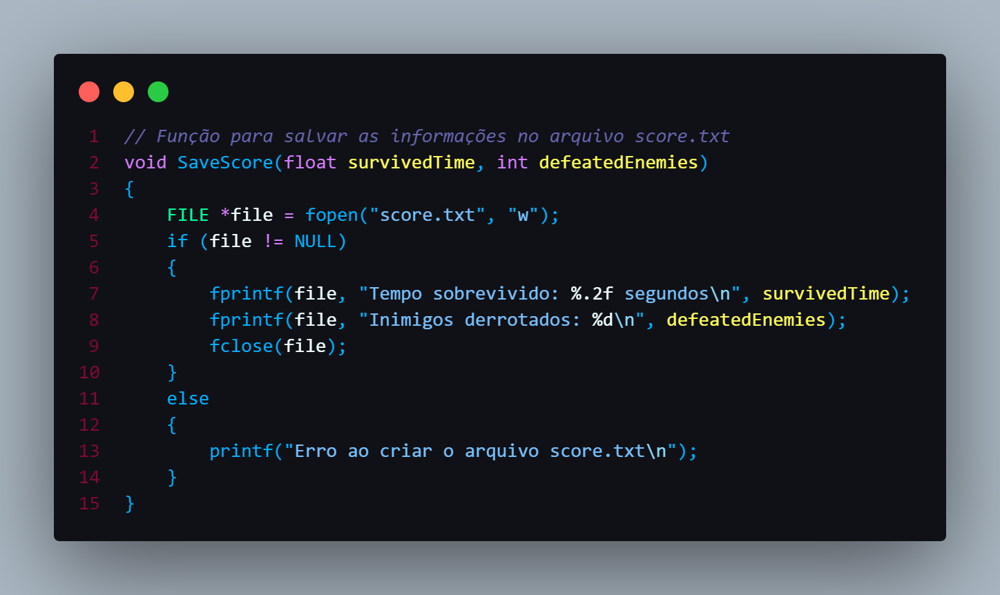 1 // Função para salvar as informações no arquivo score.txt
2 void SaveScore(float survivedTime, int defeatedEnemies)
3 {
4     FILE *file = fopen("score.txt", "w");
5     if (file != NULL)
6     {
7         fprintf(file, "Tempo sobrevivido: %.2f segundos\n", survivedTime);
8         fprintf(file, "Inimigos derrotados: %d\n", defeatedEnemies);
9         fclose(file);
10     }
11     else
12     {
13         printf("Erro ao criar o arquivo score.txt\n");
14     }
15 }